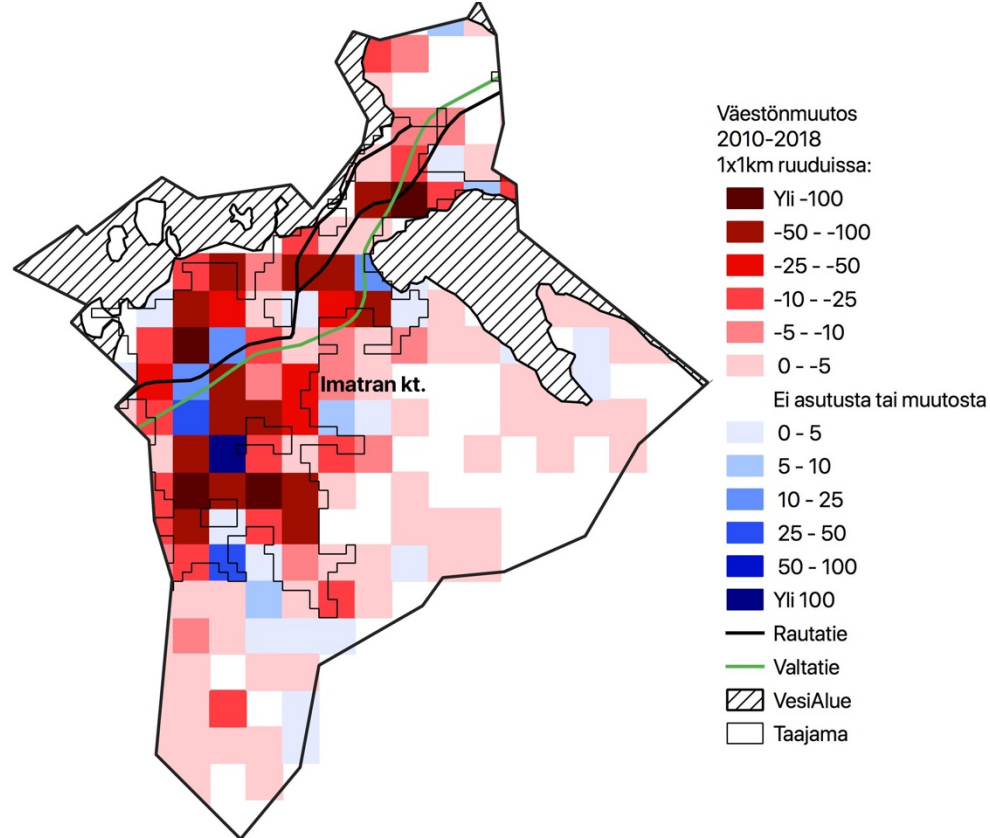 Väestönmuutos
2010-2018
1x1km ruuduissa:
Yli -100
-50 - -100
-25 - -50
-10 - -25
-5 - -10
0 - -5
Ei asutusta tai muutosta
0 - 5
5 - 10
10 - 25
25 - 50
50 - 100
Yli 100
Rautatie
Valtatie
VesiAlue
Taajama
Imatran kt.